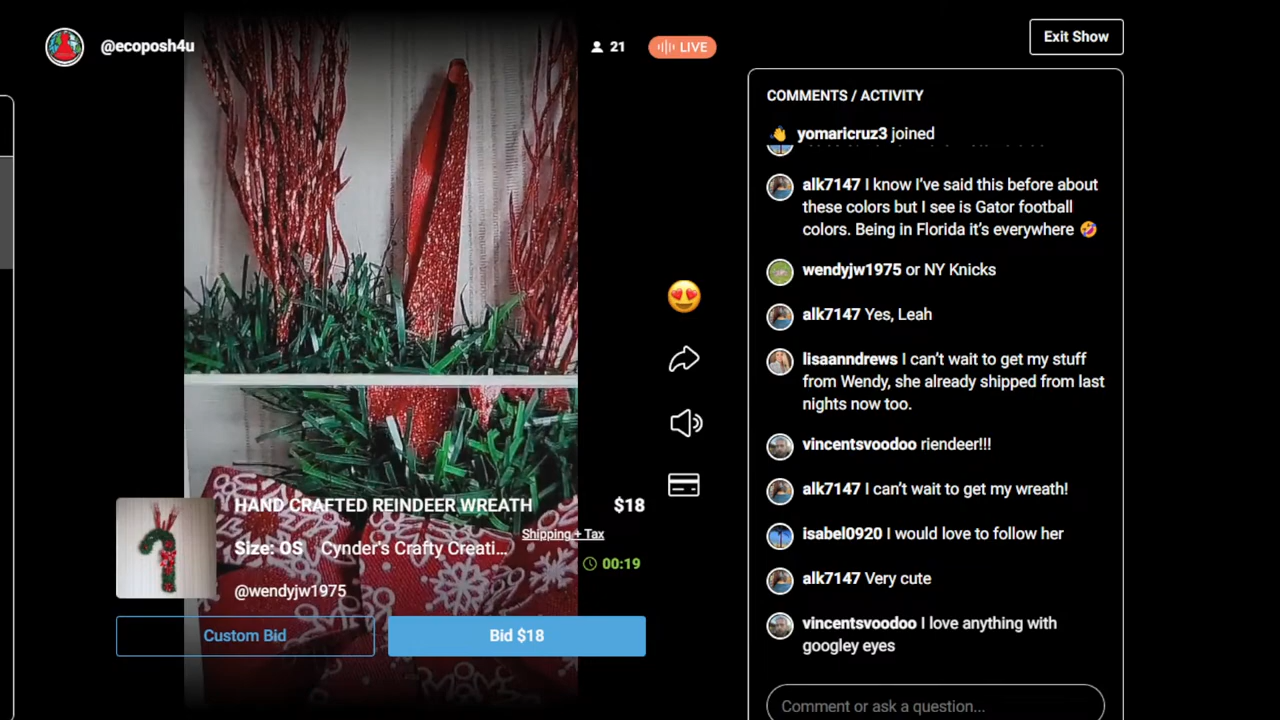 @ecoposh4u
21
LIVE
Exit Show
COMMENTS / ACTIVITY
yomaricruz3 joined
alk7147 I know I’ve said this before about
these colors but I see is Gator football
colors. Being in Florida it’s everywhere 🤣
wendyjw1975 or NY Knicks
alk7147 Yes, Leah
lisaanndrews I can’t wait to get my stuff
from Wendy, she already shipped from last
nights now too.
vincentsvoodoo riendeer!!!
alk7147 I can’t wait to get my wreath!
isabel0920 I would love to follow her
alk7147 Very cute
vincentsvoodoo I love anything with
googley eyes
Comment or ask a question...
HAND CRAFTED REINDEER WREATH
$18
Shipping + Tax
Size: OS Cynder's Crafty Creati...
00:19
@wendyjw1975
Custom Bid
Bid $18